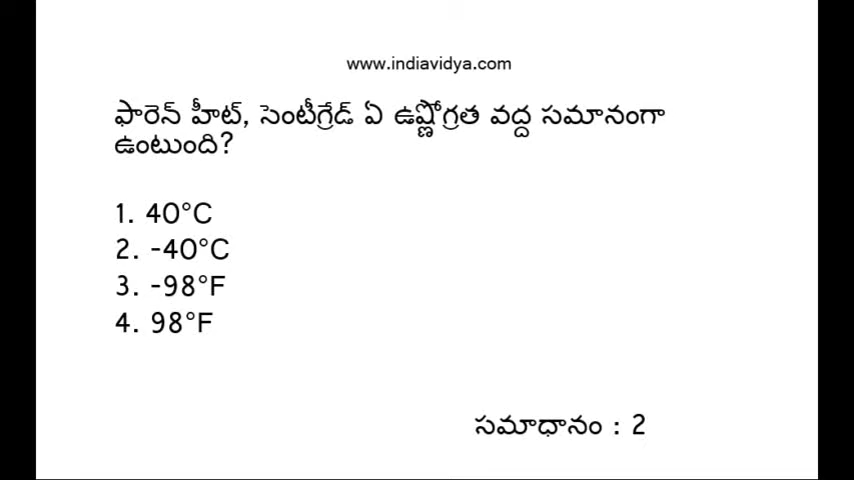 www.indiavidya.com
ఫారెన్ హీట్, సెంటీగ్రేడ్ ఏ ఉష్ణోగ్రత వద్ద సమానంగా
ఉంటుంది?
1. 40°C
2. -40°C
3. -98°F
4. 98°F
సమాధానం : 2